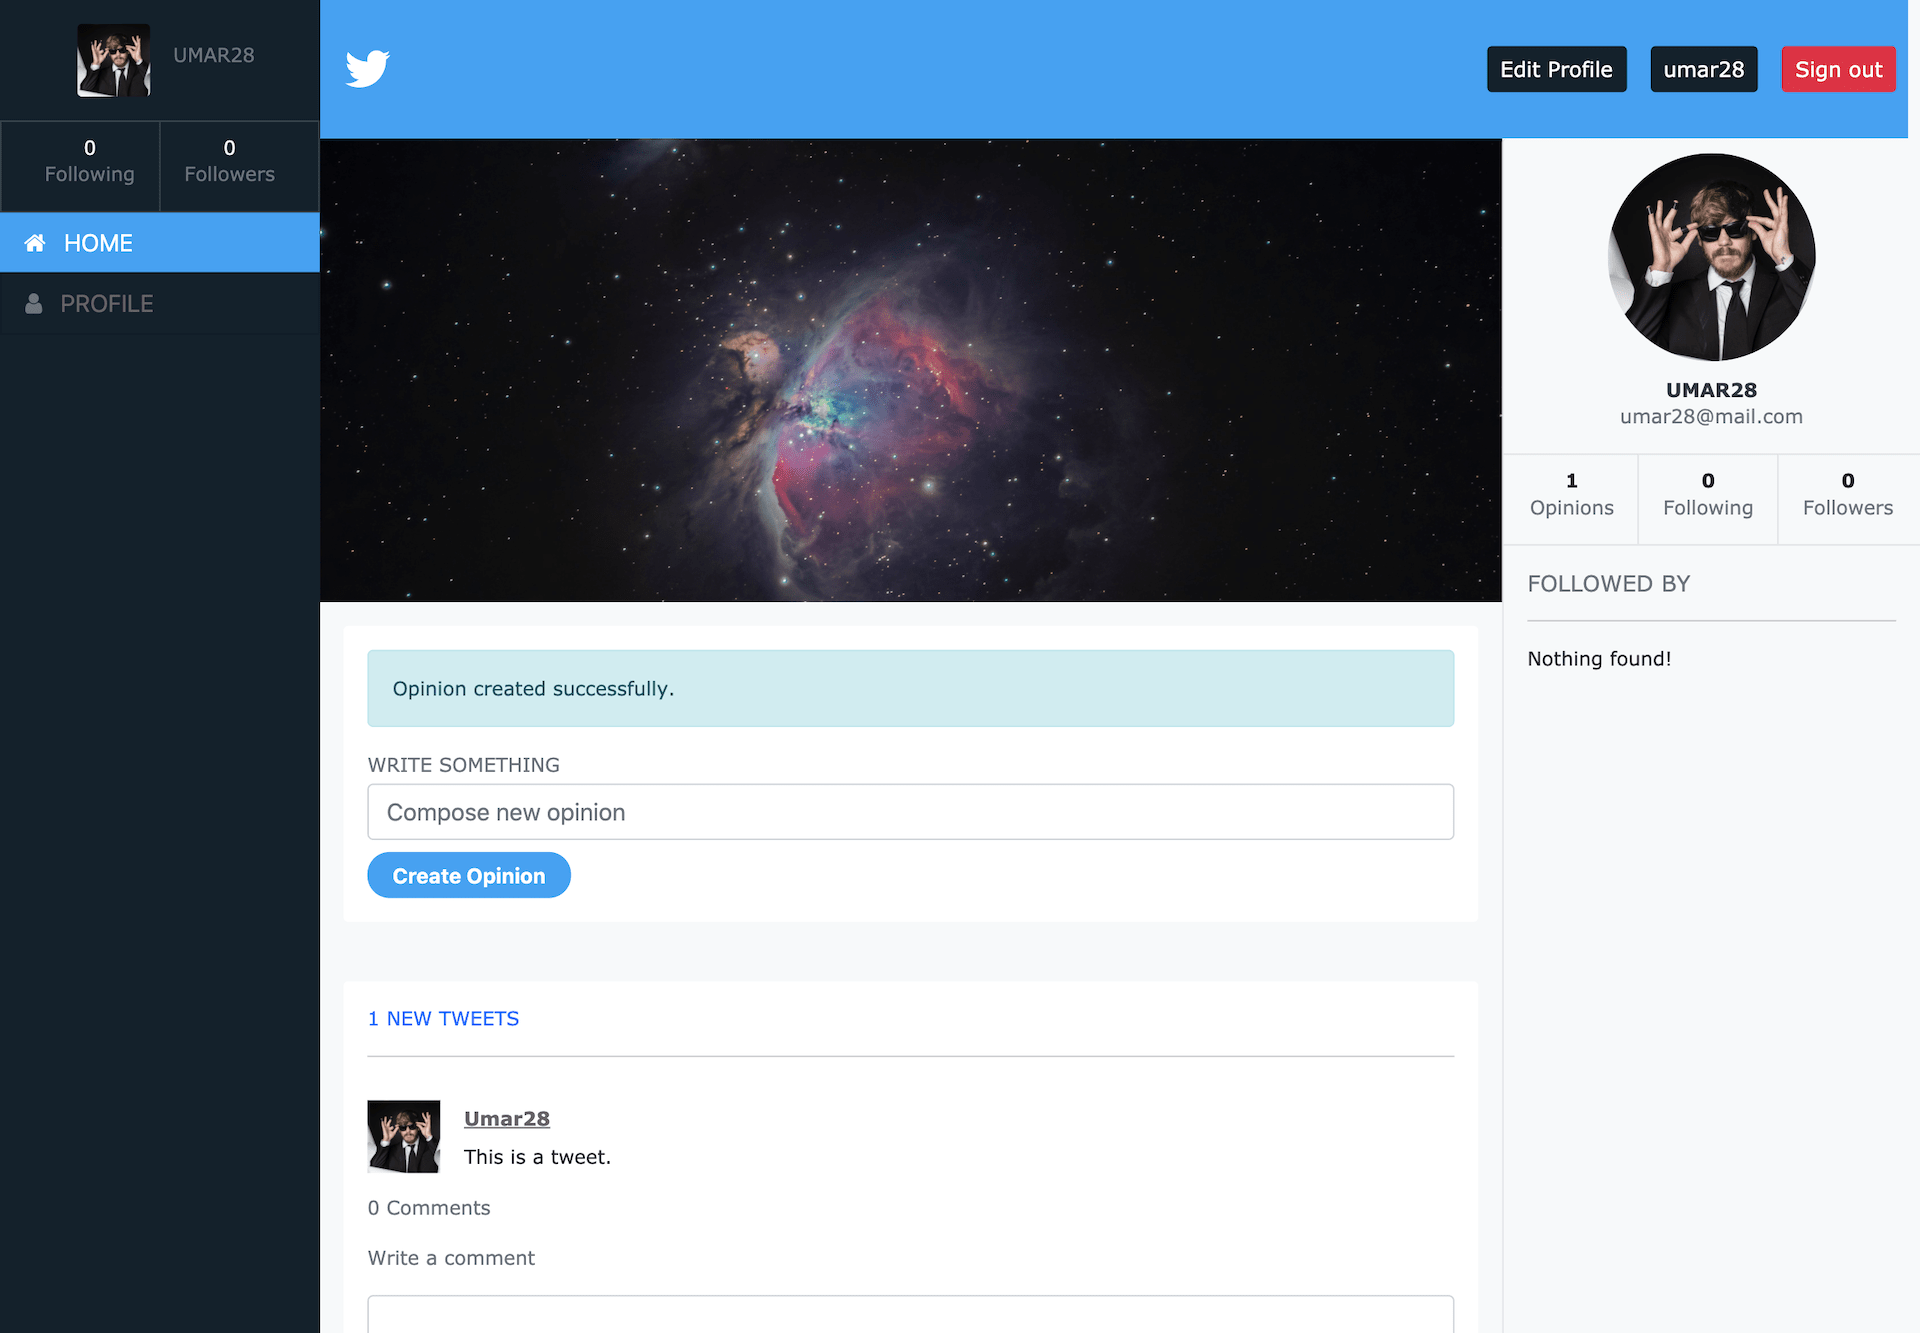 UMAR28
0
Following
0
Followers
HOME
PROFILE
Edit Profile
umar28
Sign out
Opinion created successfully.
WRITE SOMETHING
Compose new opinion
Create Opinion
1 NEW TWEETS
Umar28
This is a tweet.
0 Comments
Write a comment
UMAR28
umar28@mail.com
1
Opinions
0
Following
0
Followers
FOLLOWED BY
Nothing found!